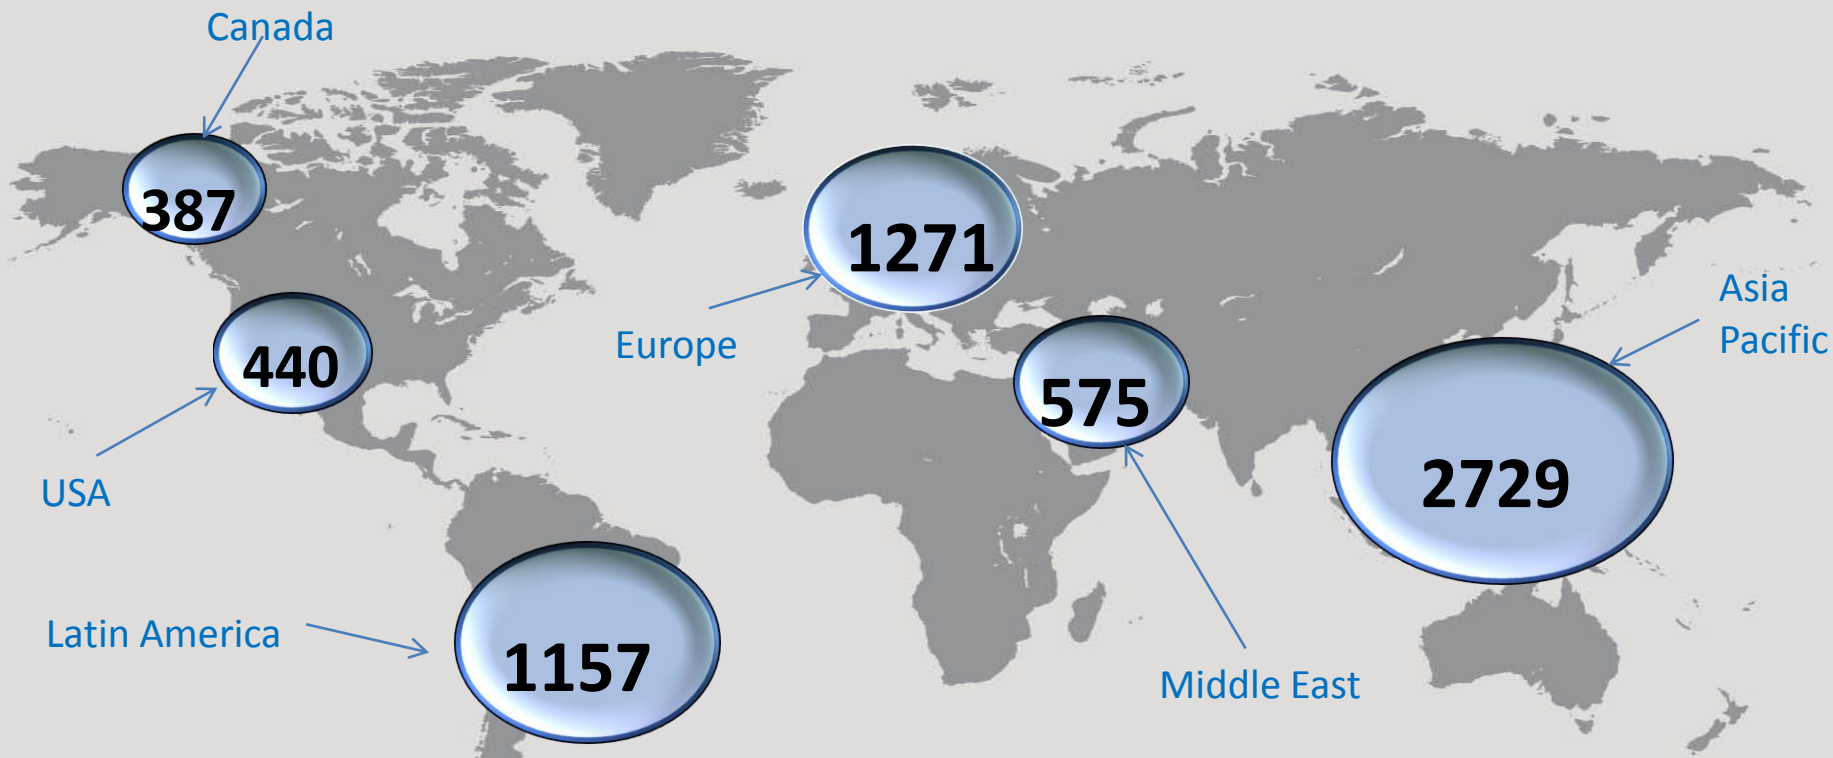 Canada
387
1271
Asia
Pacific
Europe
440
575
2729
USA
Latin America
1157
Middle East